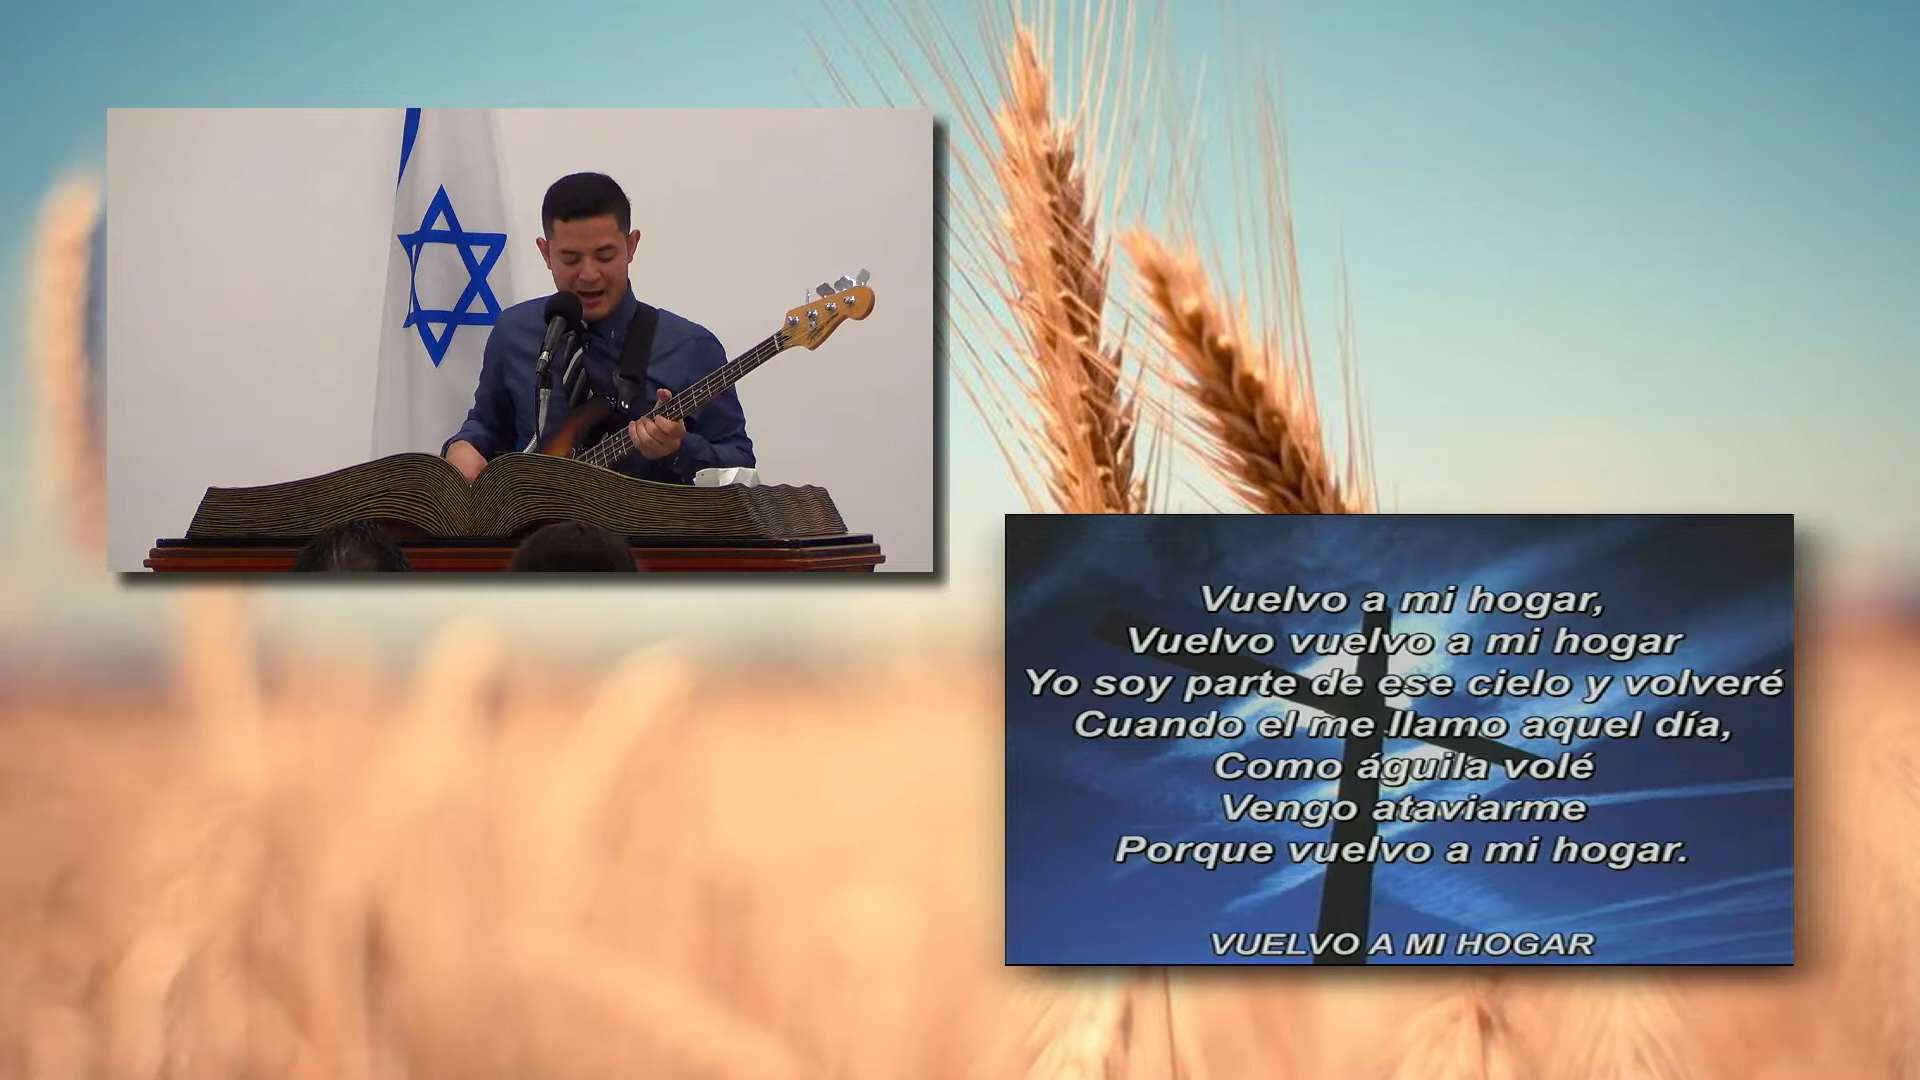 Vuelvo a mi hogar,
Vuelvo vuelvo a mi hogar
Yo soy parte de ese cielo y volveré
Cuando el me llamo aquel día,
Como águila volé
Vengo ataviarme
Porque vuelvo a mi hogar.
VUELVO A MI HOGAR